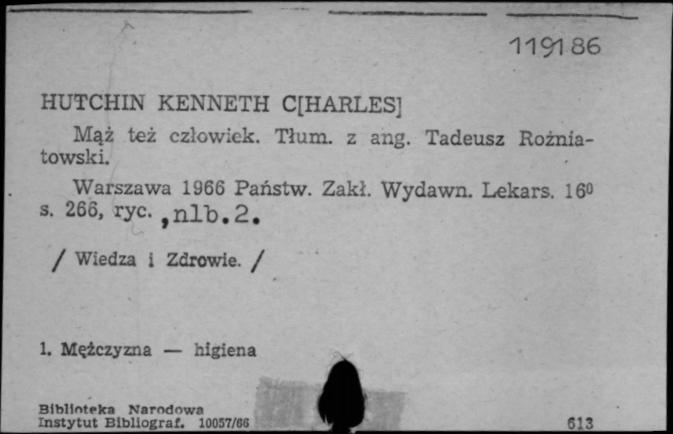 119186
HUTCHIN KENNETH C[HARLES]
Mąż też człowiek. Tłum. z ang. Tadeusz Roźnia-
towski.
Warszawa 1966 Państw. Zakł. Wydawn. Lekars. 16⁰
s. 266, ryc. , nlb. 2.
/ Wiedza i Zdrowie. /
1. Mężczyzna — higiena
Biblioteka Narodowa
Instytut Bibliograf. 10057/66
613